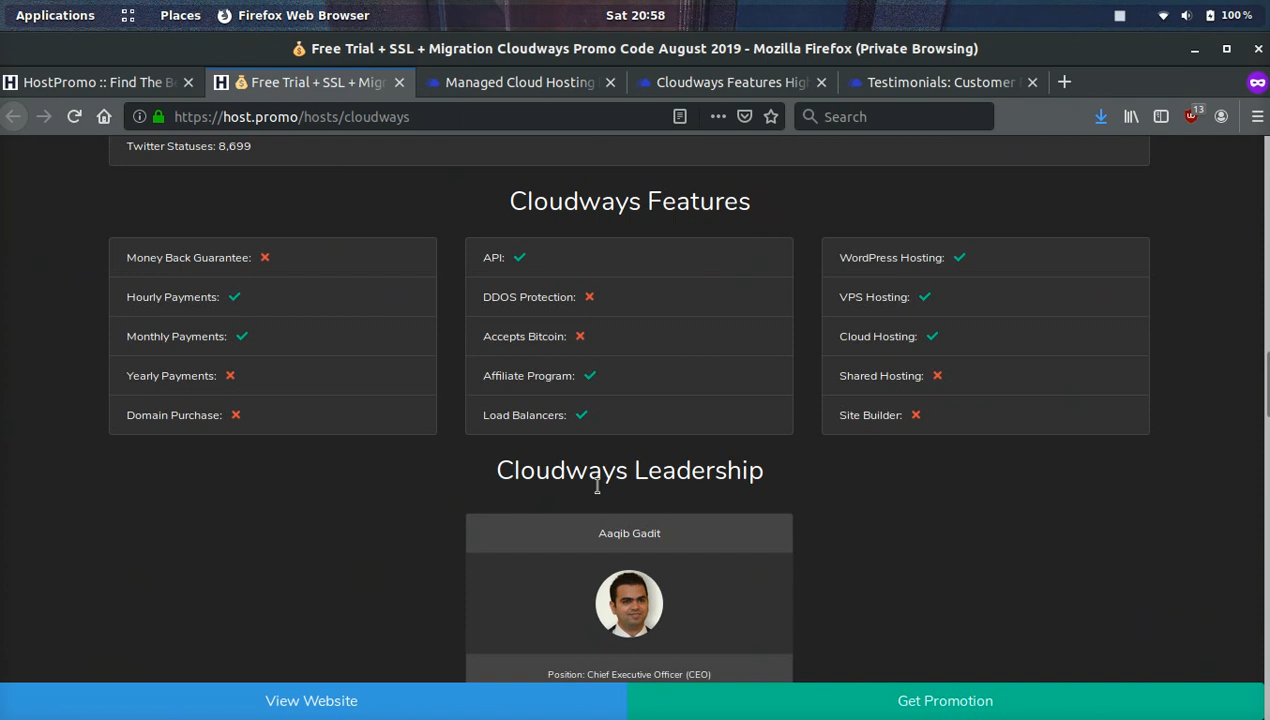 Applications Places Firefox Web Browser Sat 20:58 100 %
Free Trial + SSL + Migration Cloudways Promo Code August 2019 - Mozilla Firefox (Private Browsing)
HostPromo :: Find The Be Free Trial + SSL + Migr Managed Cloud Hosting Cloudways Features Hig Testimonials: Customer
https://host.promo/hosts/cloudways Search 13
Twitter Statuses: 8,699
Cloudways Features
Money Back Guarantee: API: WordPress Hosting:
Hourly Payments: DDOS Protection: VPS Hosting:
Monthly Payments: Accepts Bitcoin: Cloud Hosting:
Yearly Payments: Affiliate Program: Shared Hosting:
Domain Purchase: Load Balancers: Site Builder:
Cloudways Leadership
Aaqib Gadit
Position: Chief Executive Officer (CEO)
View Website Get Promotion